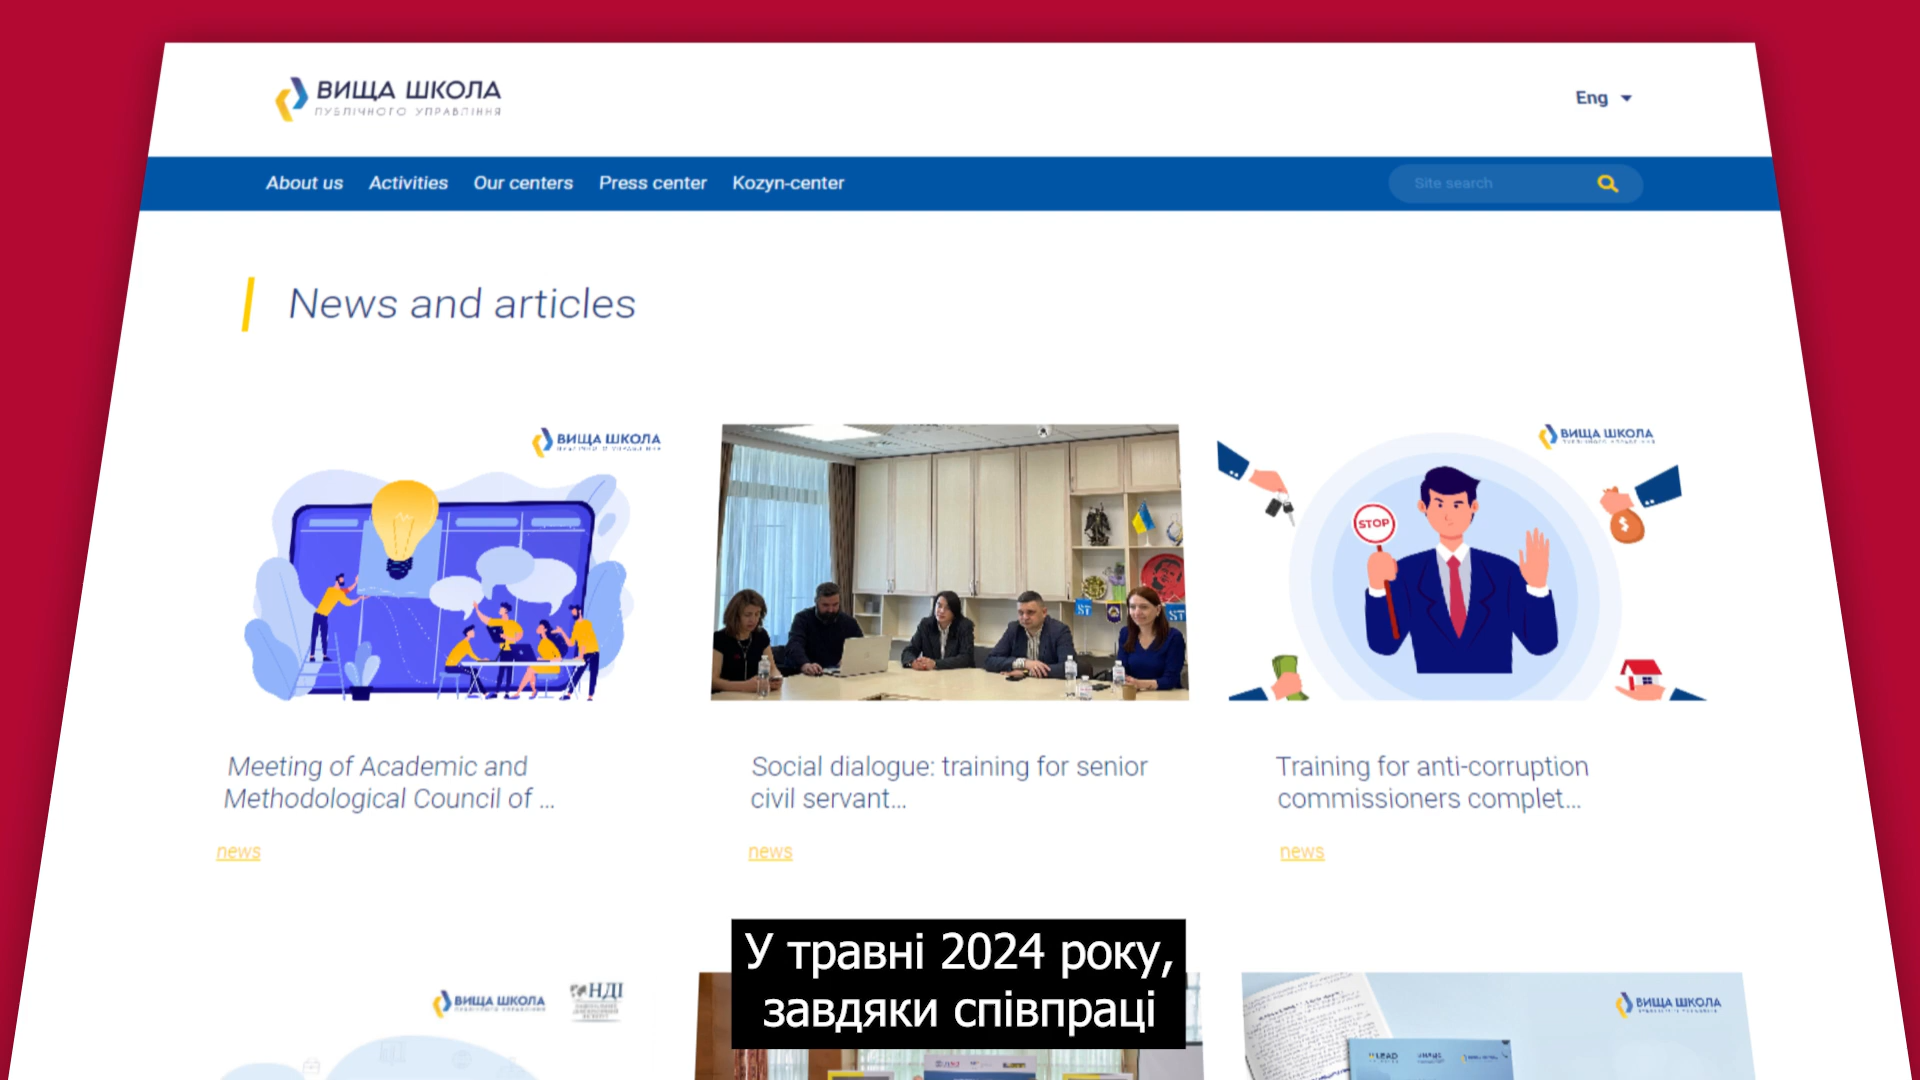 ВИЩА ШКОЛА
ПУБЛІЧНОГО УПРАВЛІННЯ
Eng
About us Activities Our centers Press center Kozyn-center
Site search
News and articles
ВИЩА ШКОЛА
ВИЩА ШКОЛА
STOP
$
ST
ST
Meeting of Academic and
Methodological Council of ...
Social dialogue: training for senior
civil servant...
Training for anti-corruption
commissioners complet...
news
news
news
ВИЩА ШКОЛА
НДІ
ВИЩА ШКОЛА
LEAD
У травні 2024 року,
завдяки співпраці